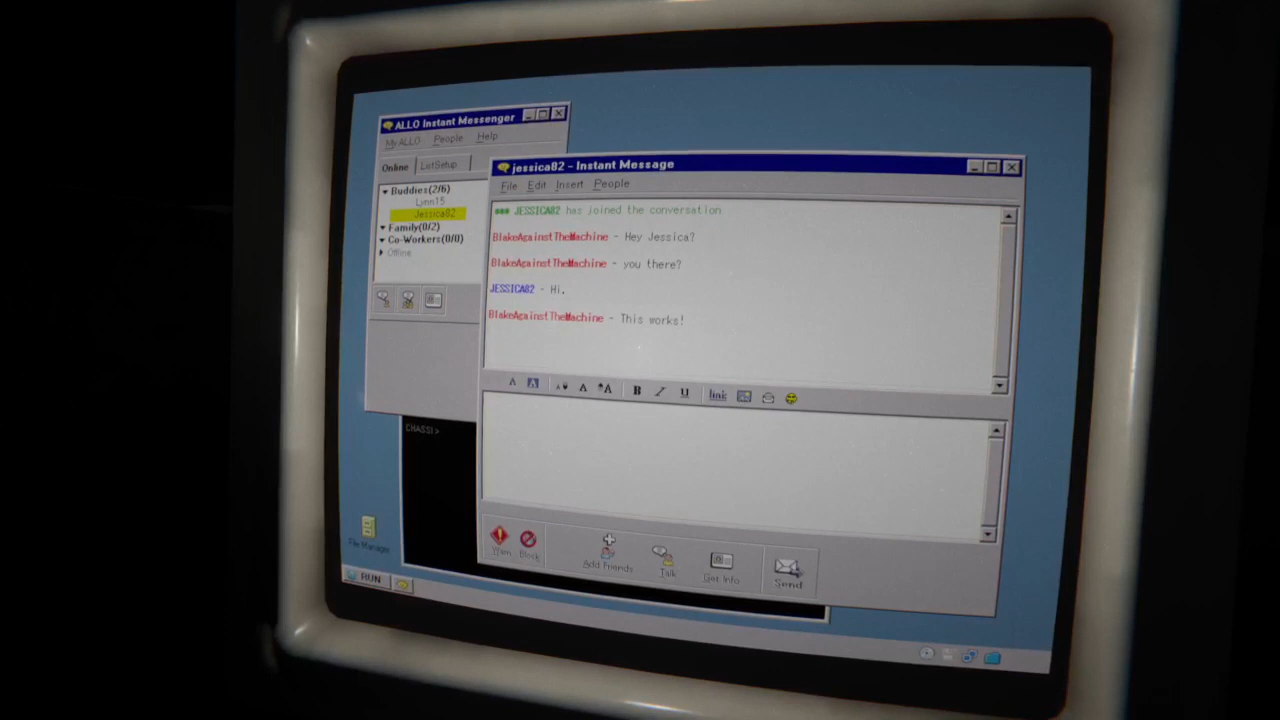 ALLO Instant Messenger
My ALLO People Help
Online List Setup
Buddies(2/6)
Lynn15
Jessica82
Family(0/2)
Co-Workers(0/0)
Offline
jessica82 - Instant Message
File Edit Insert People
*** JESSICA82 has joined the conversation
BlakeAgainstTheMachine - Hey Jessica?
BlakeAgainstTheMachine - you there?
JESSICA82 - Hi.
BlakeAgainstTheMachine - This works!
A A A A A B I U link
Warn Block Add Friends Talk Get Info Send
CHASSI>
File Manager
RUN